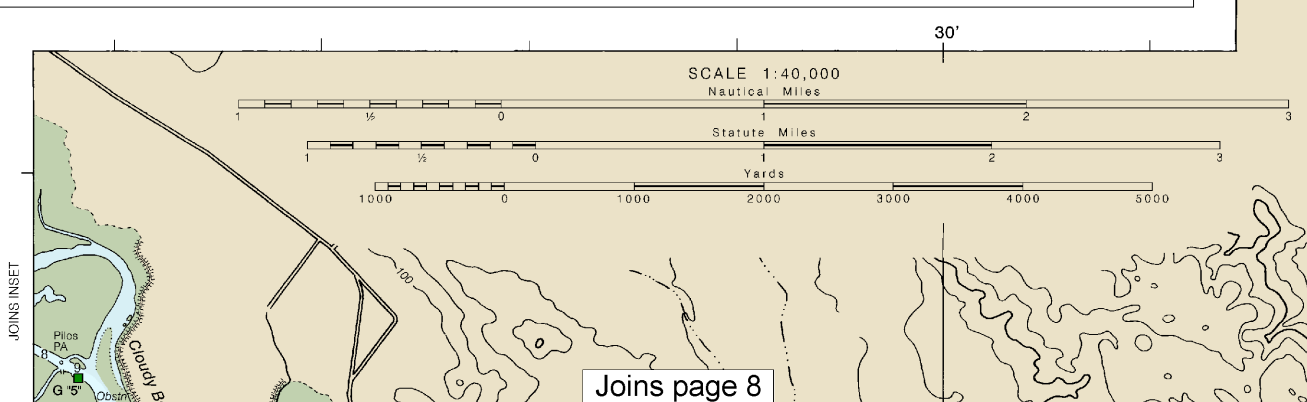 30'
SCALE 1:40,000
Nautical Miles
1 ½ 0 1 2 3
Statute Miles
1 ½ 0 1 2 3
Yards
1000 0 1000 2000 3000 4000 5000
100
JOINS INSET
Piles
PA
8
9
G "5"
Obstn
Cloudy B
Joins page 8